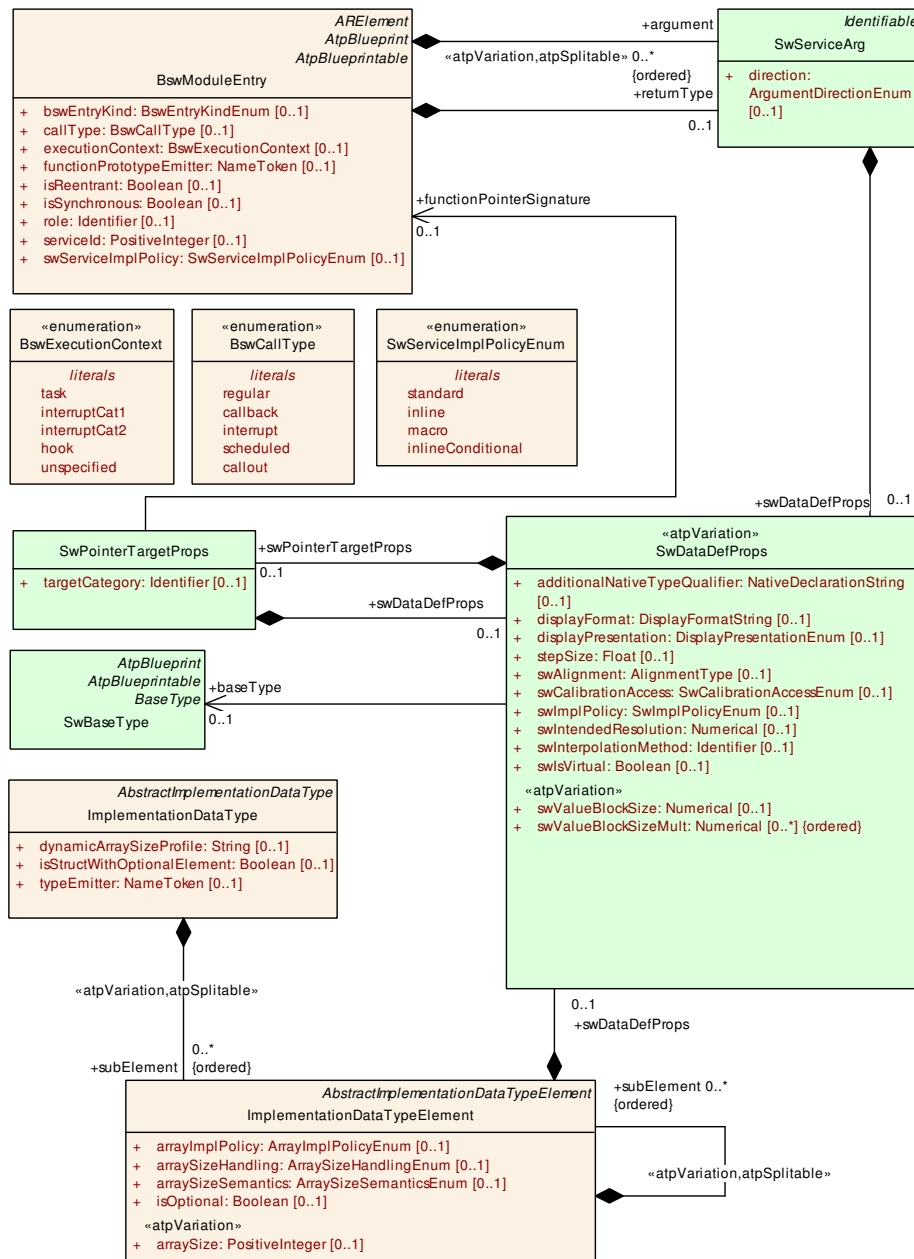 ARElement
AtpBlueprint
AtpBlueprintable
BswModuleEntry
+ bswEntryKind: BswEntryKindEnum [0..1]
+ callType: BswCallType [0..1]
+ executionContext: BswExecutionContext [0..1]
+ functionPrototypeEmitter: NameToken [0..1]
+ isReentrant: Boolean [0..1]
+ isSynchronous: Boolean [0..1]
+ role: Identifier [0..1]
+ serviceId: PositiveInteger [0..1]
+ swServiceImplPolicy: SwServiceImplPolicyEnum [0..1]
+argument
«atpVariation,atpSplitable» 0..*
{ordered}
+returnType
0..1
Identifiable
SwServiceArg
+ direction:
ArgumentDirectionEnum
[0..1]
+functionPointerSignature
0..1
«enumeration»
BswExecutionContext
literals
task
interruptCat1
interruptCat2
hook
unspecified
«enumeration»
BswCallType
literals
regular
callback
interrupt
scheduled
callout
«enumeration»
SwServiceImplPolicyEnum
literals
standard
inline
macro
inlineConditional
+swDataDefProps
0..1
SwPointerTargetProps
+ targetCategory: Identifier [0..1]
+swPointerTargetProps
0..1
+swDataDefProps
0..1
«atpVariation»
SwDataDefProps
+ additionalNativeTypeQualifier: NativeDeclarationString
[0..1]
+ displayFormat: DisplayFormatString [0..1]
+ displayPresentation: DisplayPresentationEnum [0..1]
+ stepSize: Float [0..1]
+ swAlignment: AlignmentType [0..1]
+ swCalibrationAccess: SwCalibrationAccessEnum [0..1]
+ swImplPolicy: SwImplPolicyEnum [0..1]
+ swIntendedResolution: Numerical [0..1]
+ swInterpolationMethod: Identifier [0..1]
+ swIsVirtual: Boolean [0..1]
«atpVariation»
+ swValueBlockSize: Numerical [0..1]
+ swValueBlockSizeMult: Numerical [0..*] {ordered}
AtpBlueprint
AtpBlueprintable
BaseType
SwBaseType
+baseType
0..1
AbstractImplementationDataType
ImplementationDataType
+ dynamicArraySizeProfile: String [0..1]
+ isStructWithOptionalElement: Boolean [0..1]
+ typeEmitter: NameToken [0..1]
«atpVariation,atpSplitable»
0..*
+subElement {ordered}
0..1
+swDataDefProps
AbstractImplementationDataTypeElement
ImplementationDataTypeElement
+ arrayImplPolicy: ArrayImplPolicyEnum [0..1]
+ arraySizeHandling: ArraySizeHandlingEnum [0..1]
+ arraySizeSemantics: ArraySizeSemanticsEnum [0..1]
+ isOptional: Boolean [0..1]
«atpVariation»
+ arraySize: PositiveInteger [0..1]
+subElement 0..*
{ordered}
«atpVariation,atpSplitable»